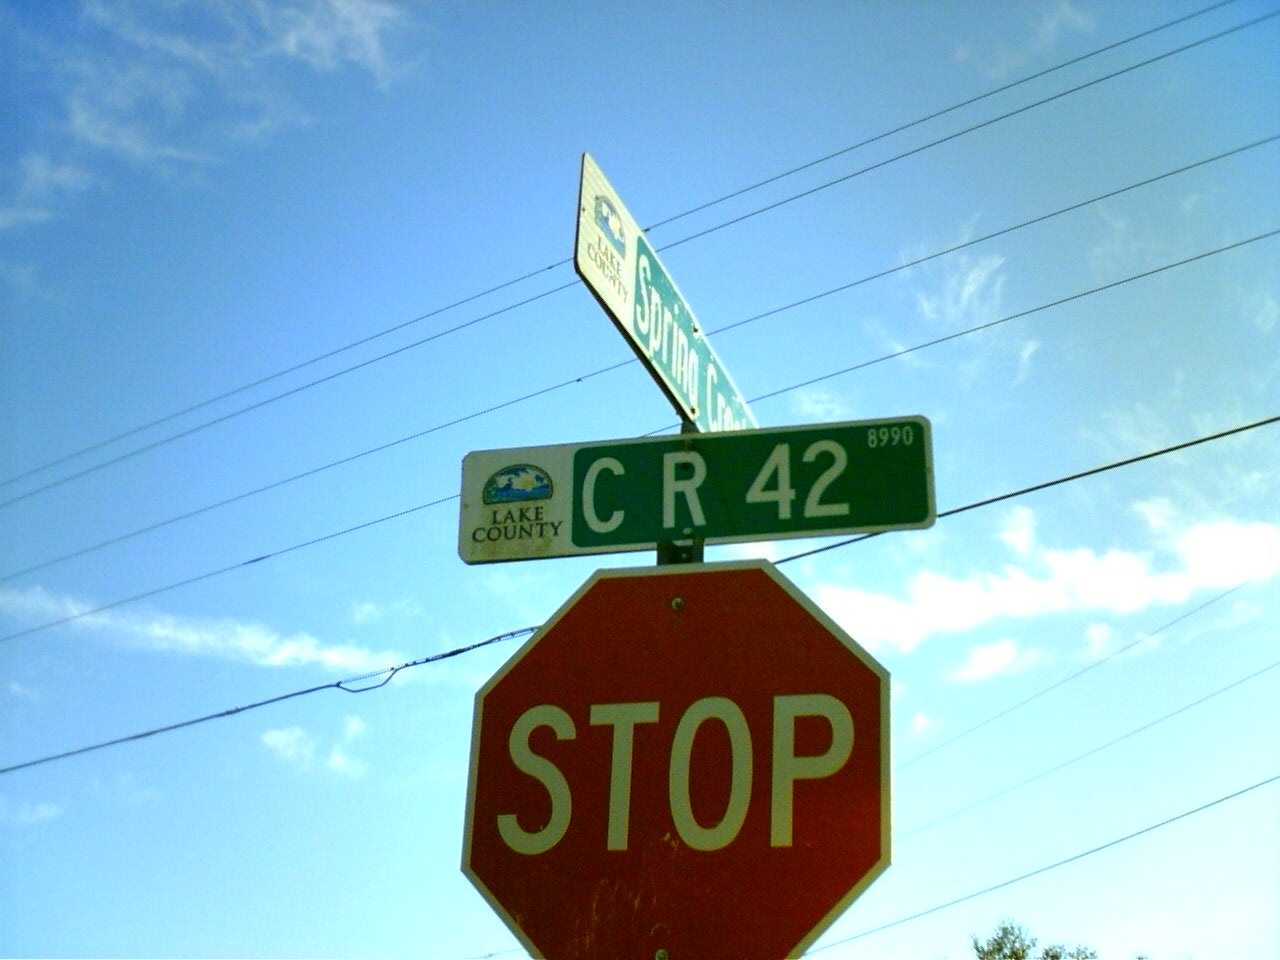 LAKE
COUNTY
Spring
LAKE
COUNTY
C R 42
8990
STOP